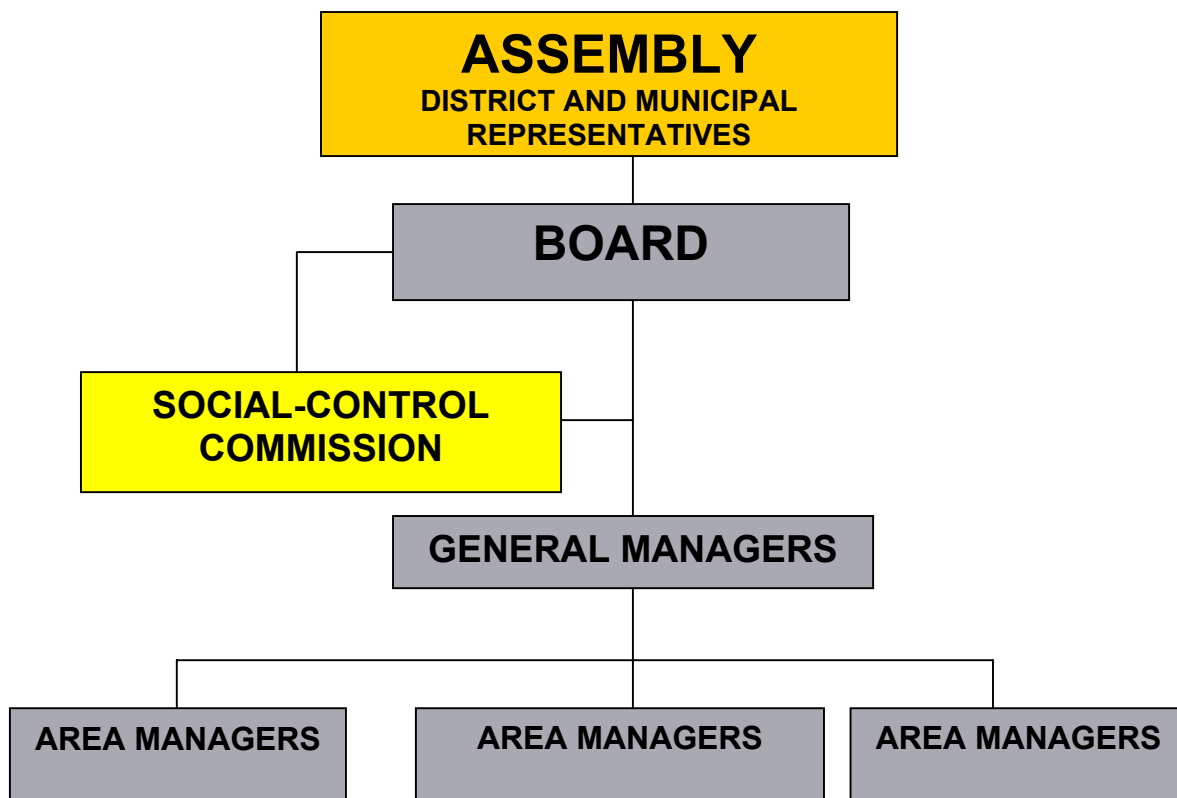 ASSEMBLY
DISTRICT AND MUNICIPAL
REPRESENTATIVES
BOARD
SOCIAL-CONTROL
COMMISSION
GENERAL MANAGERS
AREA MANAGERS
AREA MANAGERS
AREA MANAGERS